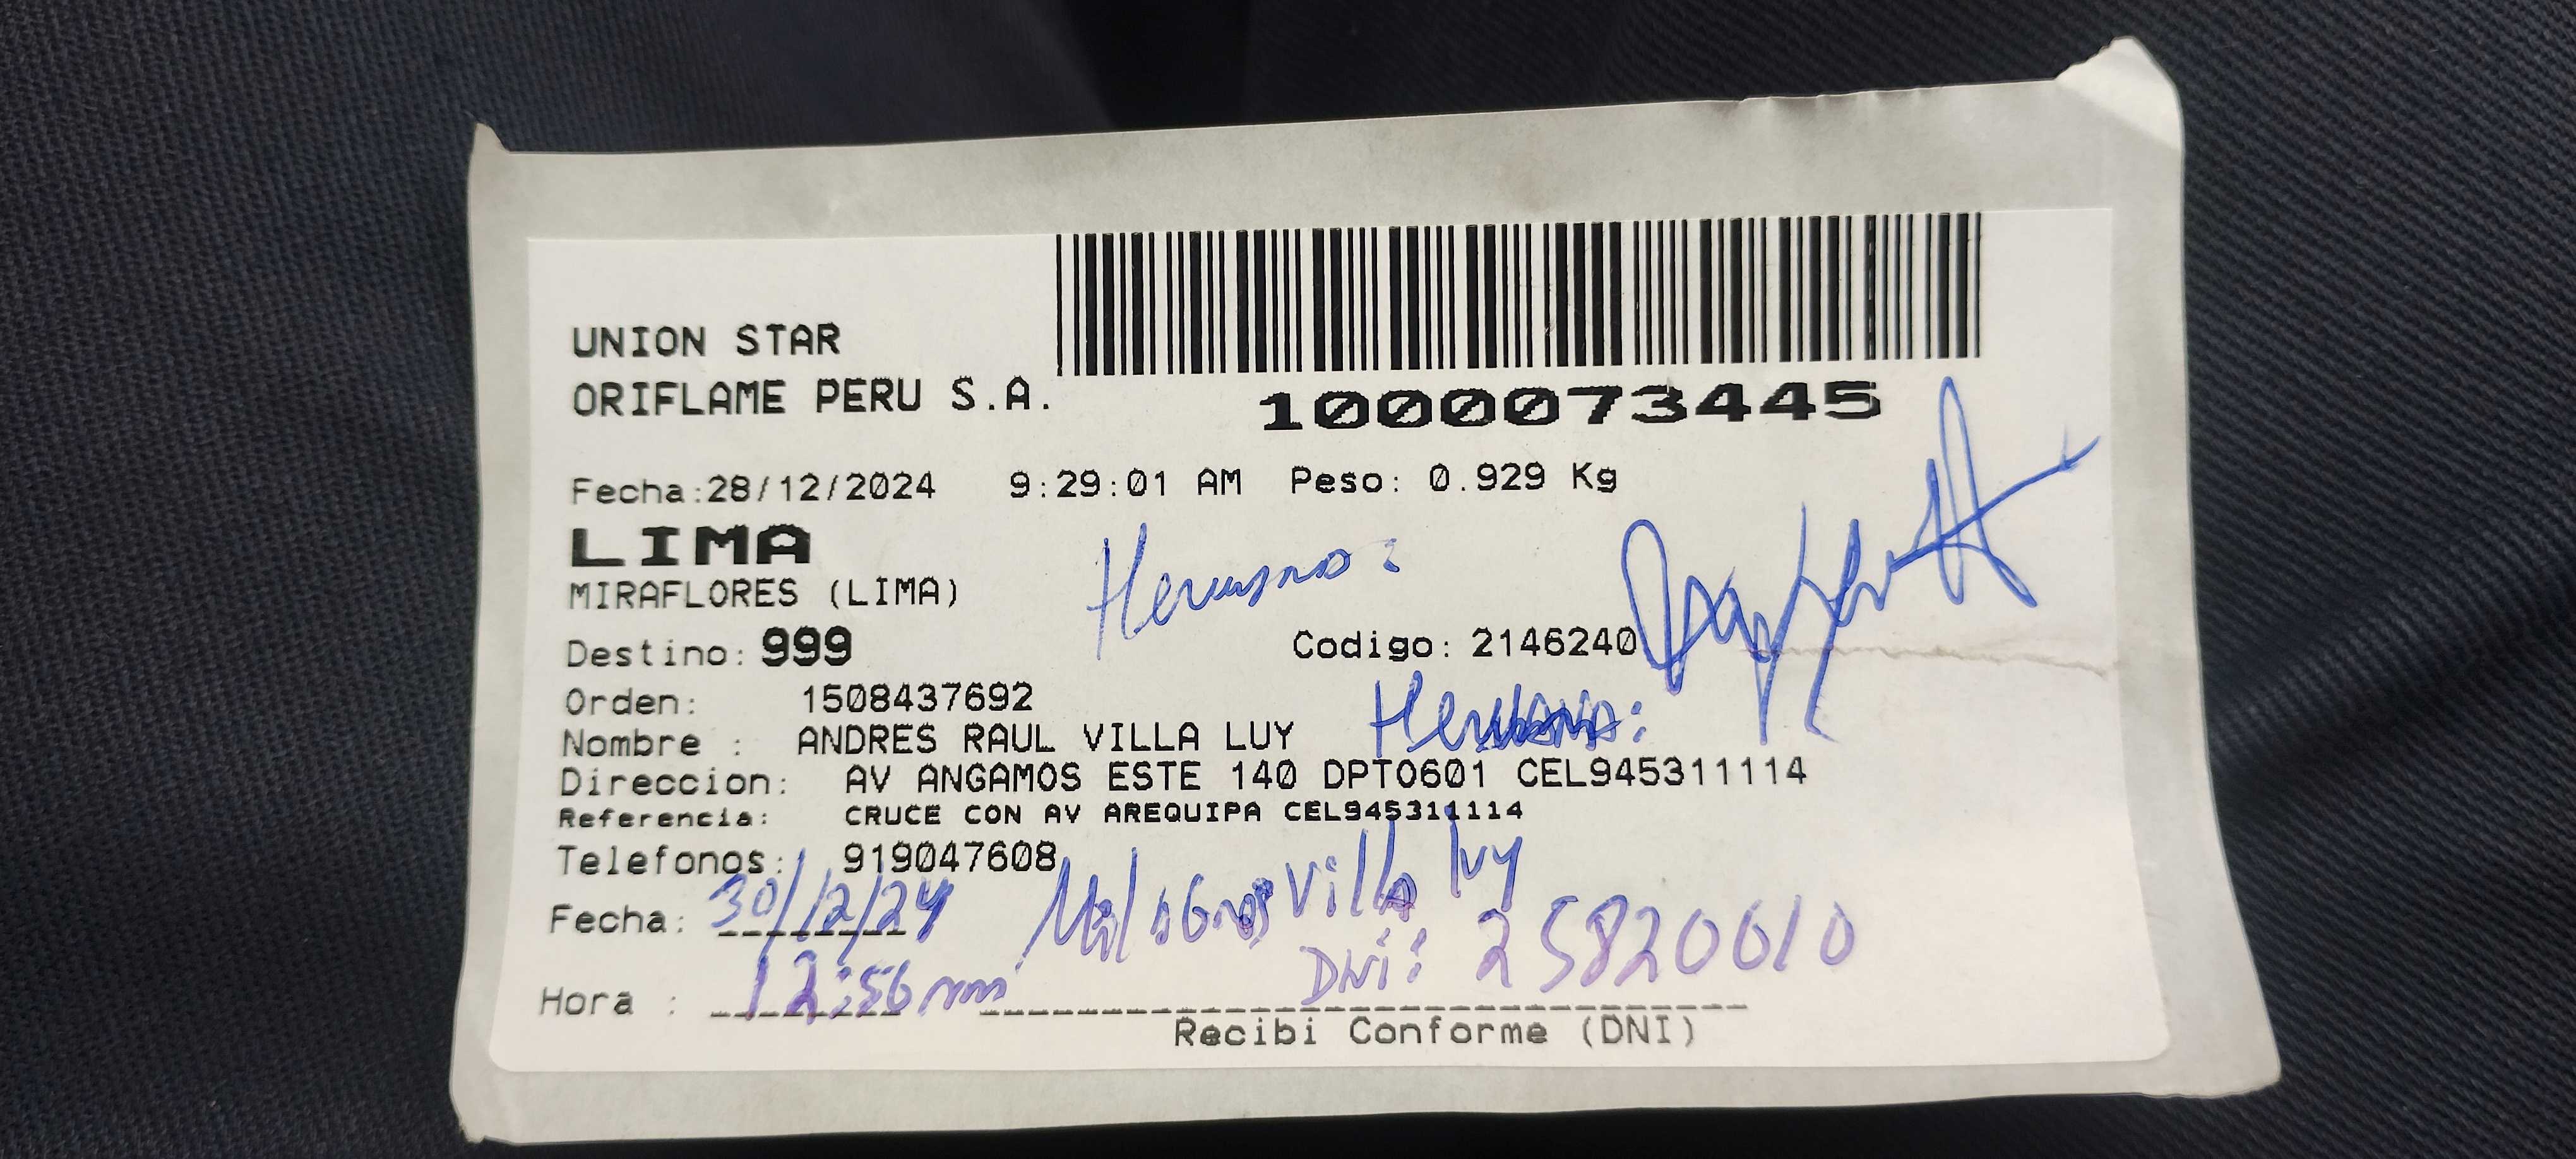 UNION STAR
ORIFLAME PERU S.A.
1000073445
Fecha:28/12/2024 9:29:01 AM Peso: 0.929 Kg
LIMA
MIRAFLORES (LIMA)
Hermano:
Destino: 999 Codigo: 2146240
Orden: 1508437692
Nombre : ANDRES RAUL VILLA LUY
Direccion: AV ANGAMOS ESTE 140 DPTO601 CEL945311114
Referencia: CRUCE CON AV AREQUIPA CEL945311114
Telefonos: 919047608
Fecha: 30/12/24 Milagros Villa luy
Hora : 12:56 DNI: 25820610
Recibi Conforme (DNI)